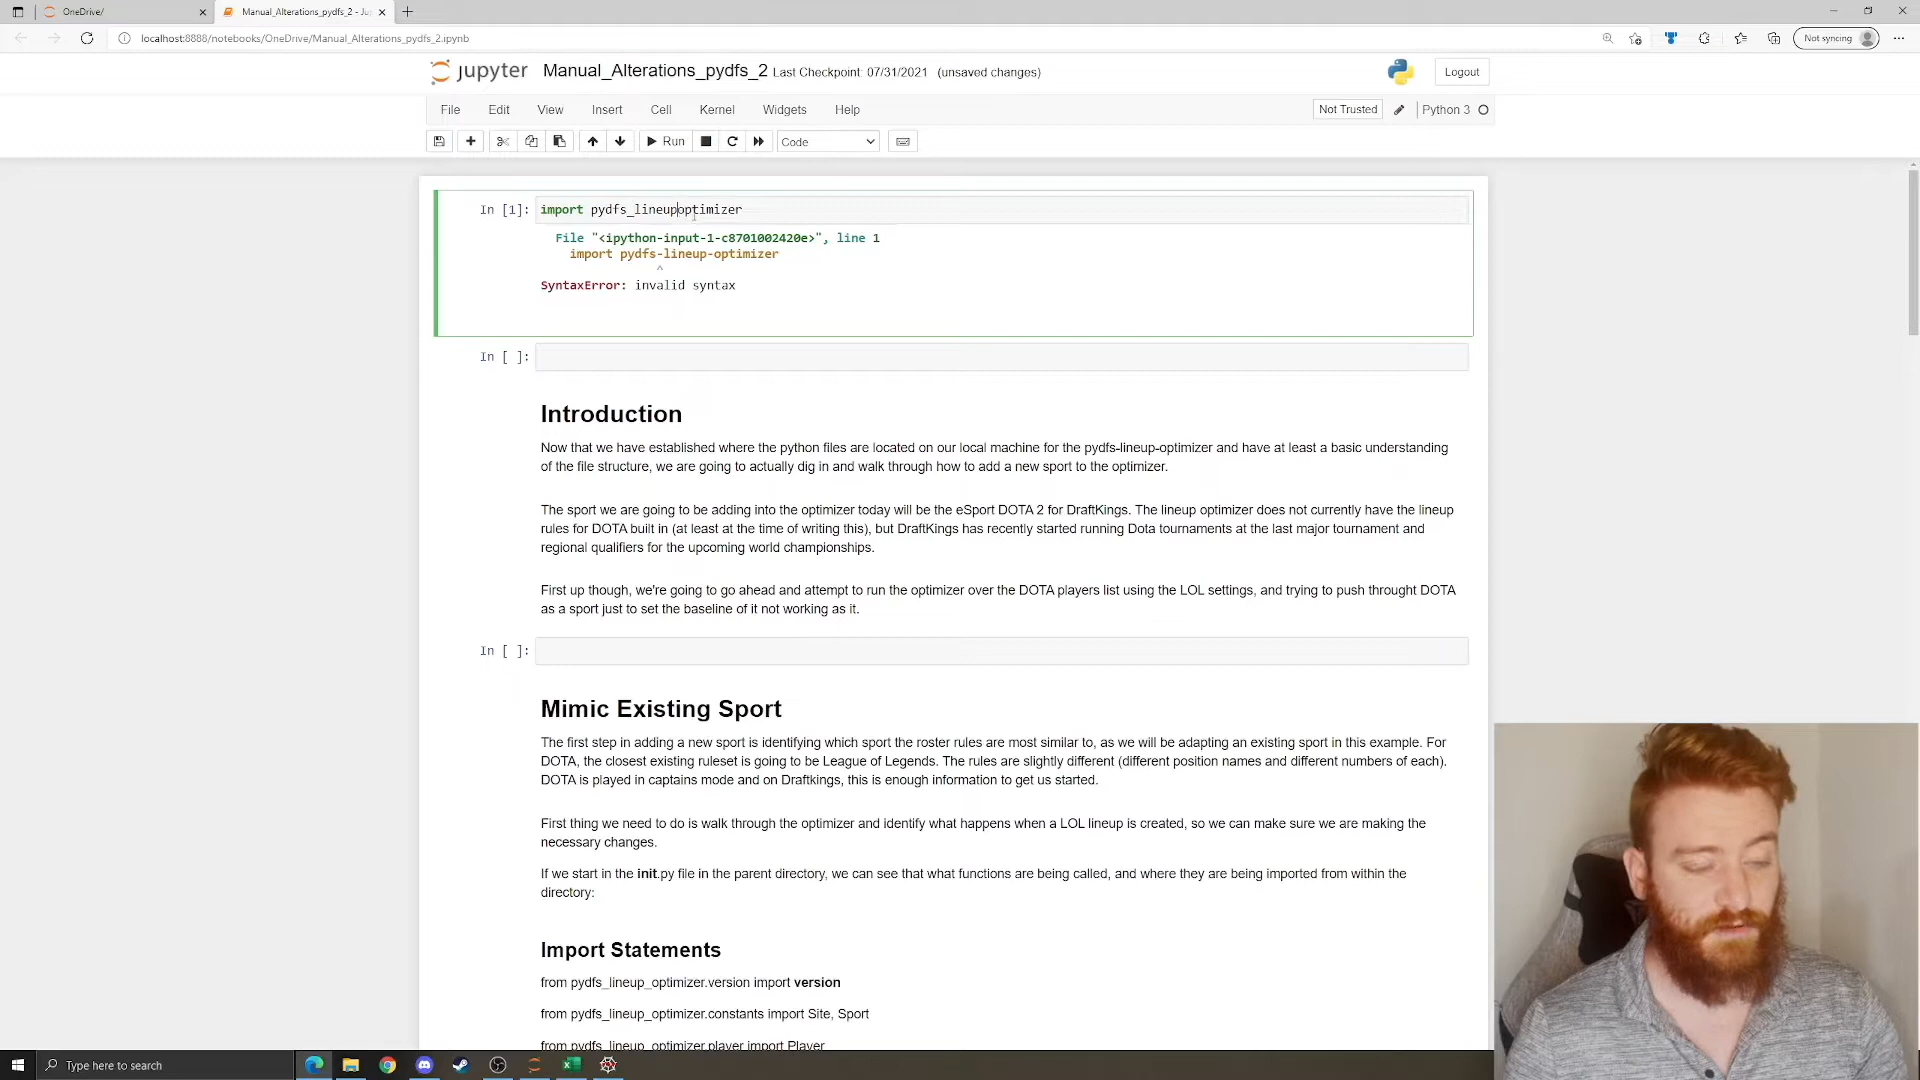 OneDrive/
Manual_Alterations_pydfs_2 - Ju
localhost:8888/notebooks/OneDrive/Manual_Alterations_pydfs_2.ipynb
Not syncing
jupyter Manual_Alterations_pydfs_2 Last Checkpoint: 07/31/2021 (unsaved changes)
Logout
File Edit View Insert Cell Kernel Widgets Help
Not Trusted Python 3
Run Code
In [1]: import pydfs_lineupoptimizer
File "<ipython-input-1-c8701002420e>", line 1
import pydfs-lineup-optimizer
^
SyntaxError: invalid syntax
In [ ]:
Introduction
Now that we have established where the python files are located on our local machine for the pydfs-lineup-optimizer and have at least a basic understanding
of the file structure, we are going to actually dig in and walk through how to add a new sport to the optimizer.
The sport we are going to be adding into the optimizer today will be the eSport DOTA 2 for DraftKings. The lineup optimizer does not currently have the lineup
rules for DOTA built in (at least at the time of writing this), but DraftKings has recently started running Dota tournaments at the last major tournament and
regional qualifiers for the upcoming world championships.
First up though, we're going to go ahead and attempt to run the optimizer over the DOTA players list using the LOL settings, and trying to push throught DOTA
as a sport just to set the baseline of it not working as it.
In [ ]:
Mimic Existing Sport
The first step in adding a new sport is identifying which sport the roster rules are most similar to, as we will be adapting an existing sport in this example. For
DOTA, the closest existing ruleset is going to be League of Legends. The rules are slightly different (different position names and different numbers of each).
DOTA is played in captains mode and on Draftkings, this is enough information to get us started.
First thing we need to do is walk through the optimizer and identify what happens when a LOL lineup is created, so we can make sure we are making the
necessary changes.
If we start in the init.py file in the parent directory, we can see that what functions are being called, and where they are being imported from within the
directory:
Import Statements
from pydfs_lineup_optimizer.version import version
from pydfs_lineup_optimizer.constants import Site, Sport
from pydfs_lineup_optimizer.player import Player
Type here to search